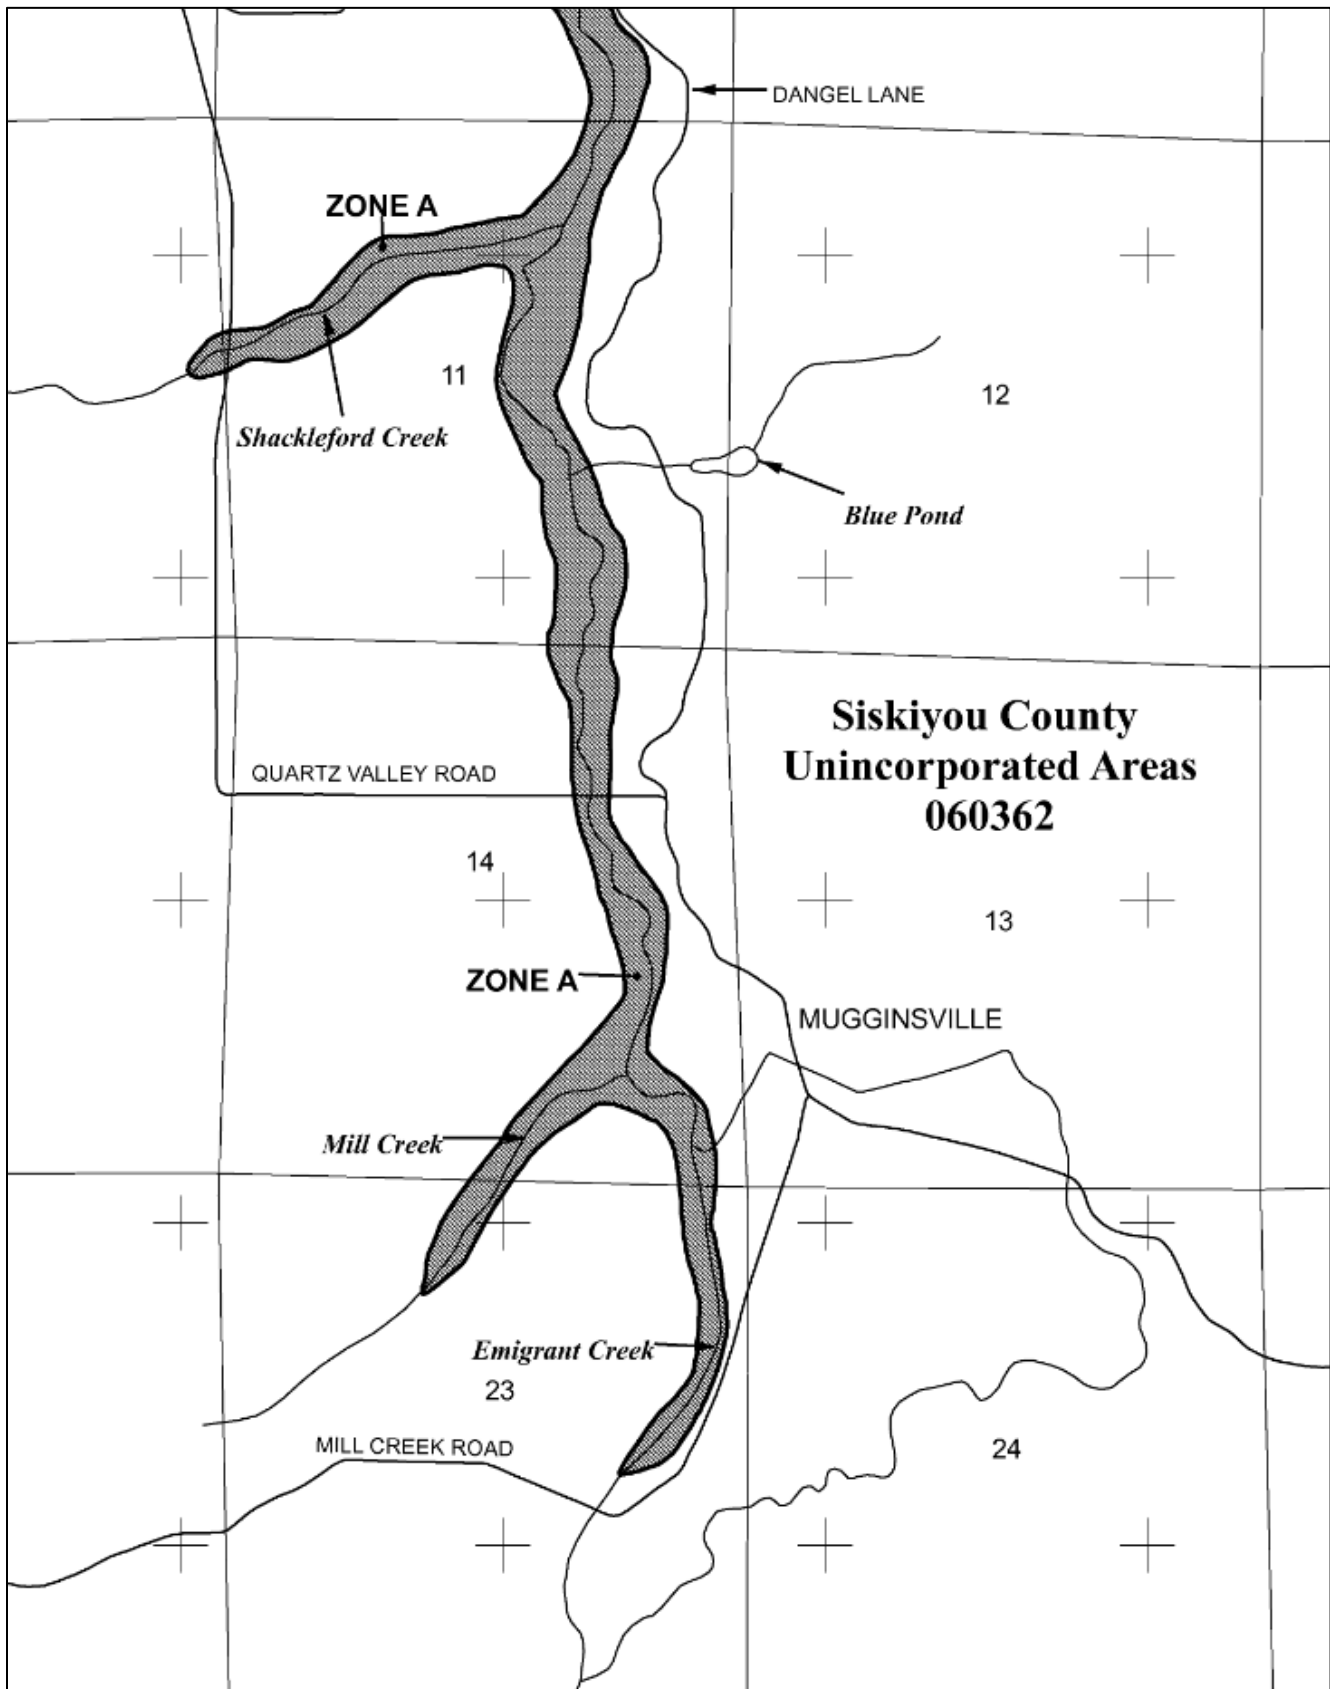 DANGEL LANE
ZONE A
11
12
Shackleford Creek
Blue Pond
Siskiyou County
Unincorporated Areas
060362
QUARTZ VALLEY ROAD
14
13
ZONE A
MUGGINSVILLE
Mill Creek
Emigrant Creek
23
MILL CREEK ROAD
24